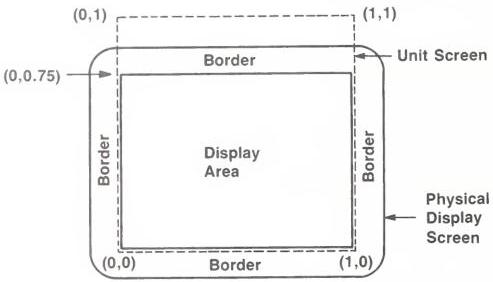 (0,1)
(1,1)
Unit Screen
Border
(0,0.75)
Border
Display
Area
Border
Physical
Display
Screen
(0,0)
Border
(1,0)